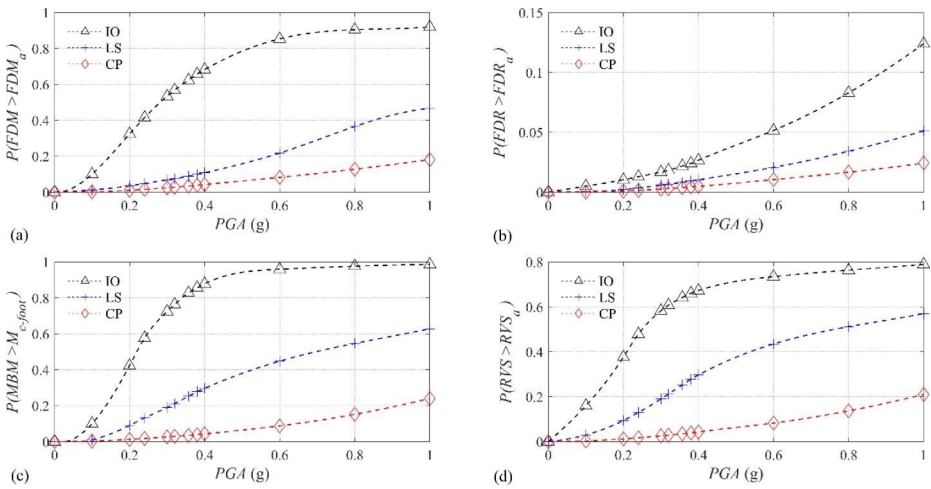 1
0.8
0.6
0.4
0.2
0
P(FDM >FDM_a)
IO
LS
CP
0 0.2 0.4 0.6 0.8 1
PGA (g)
(a)
0.15
0.10
0.05
0
P(FDR >FDR_a)
IO
LS
CP
0 0.2 0.4 0.6 0.8 1
PGA (g)
(b)
1
0.8
0.6
0.4
0.2
0
P(MBM >M_c-foot)
IO
LS
CP
0 0.2 0.4 0.6 0.8 1
PGA (g)
(c)
0.8
0.6
0.4
0.2
0
P(RVS >RVS_a)
IO
LS
CP
0 0.2 0.4 0.6 0.8 1
PGA (g)
(d)